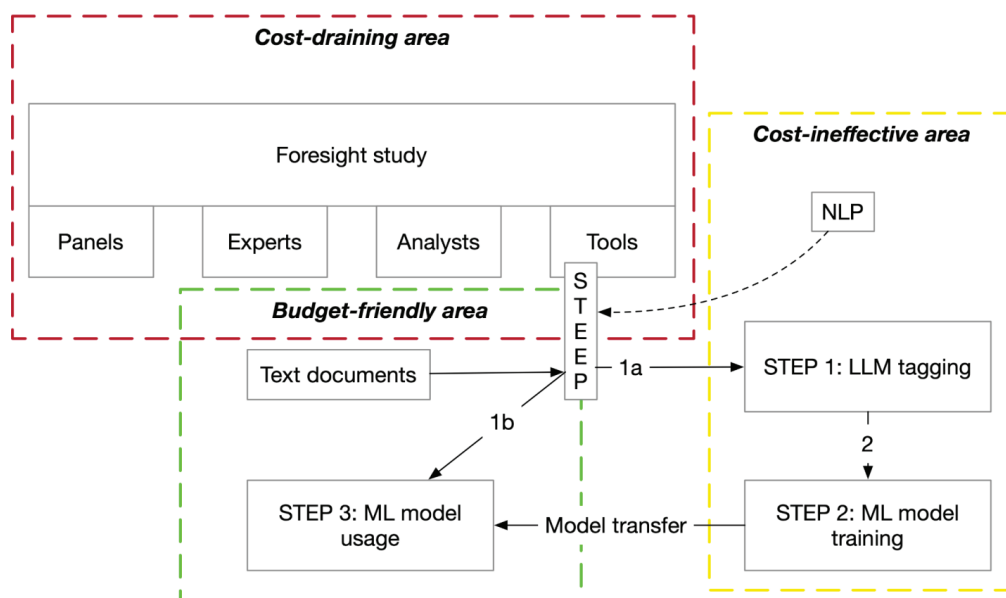 Cost-draining area
Foresight study
Panels
Experts
Analysts
Tools
Cost-ineffective area
NLP
S
T
E
E
P
Budget-friendly area
Text documents
1a
STEP 1: LLM tagging
1b
2
STEP 3: ML model
usage
Model transfer
STEP 2: ML model
training